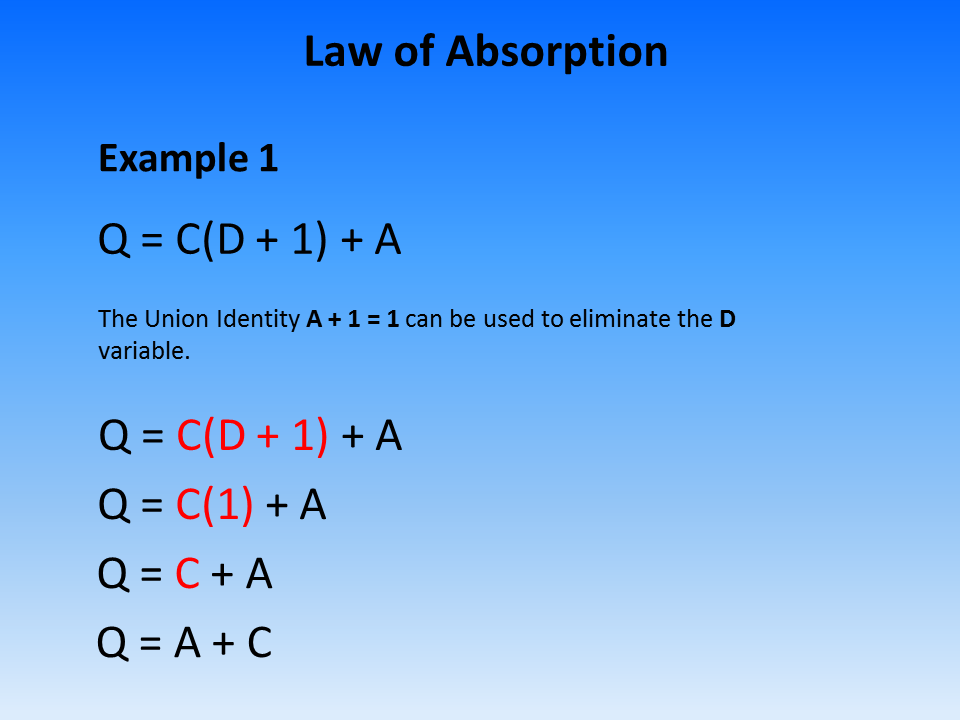 Law of Absorption
Example 1
Q = C(D + 1) + A
The Union Identity A + 1 = 1 can be used to eliminate the D
variable.
Q = C(D + 1) + A
Q = C(1) + A
Q = C + A
Q = A + C